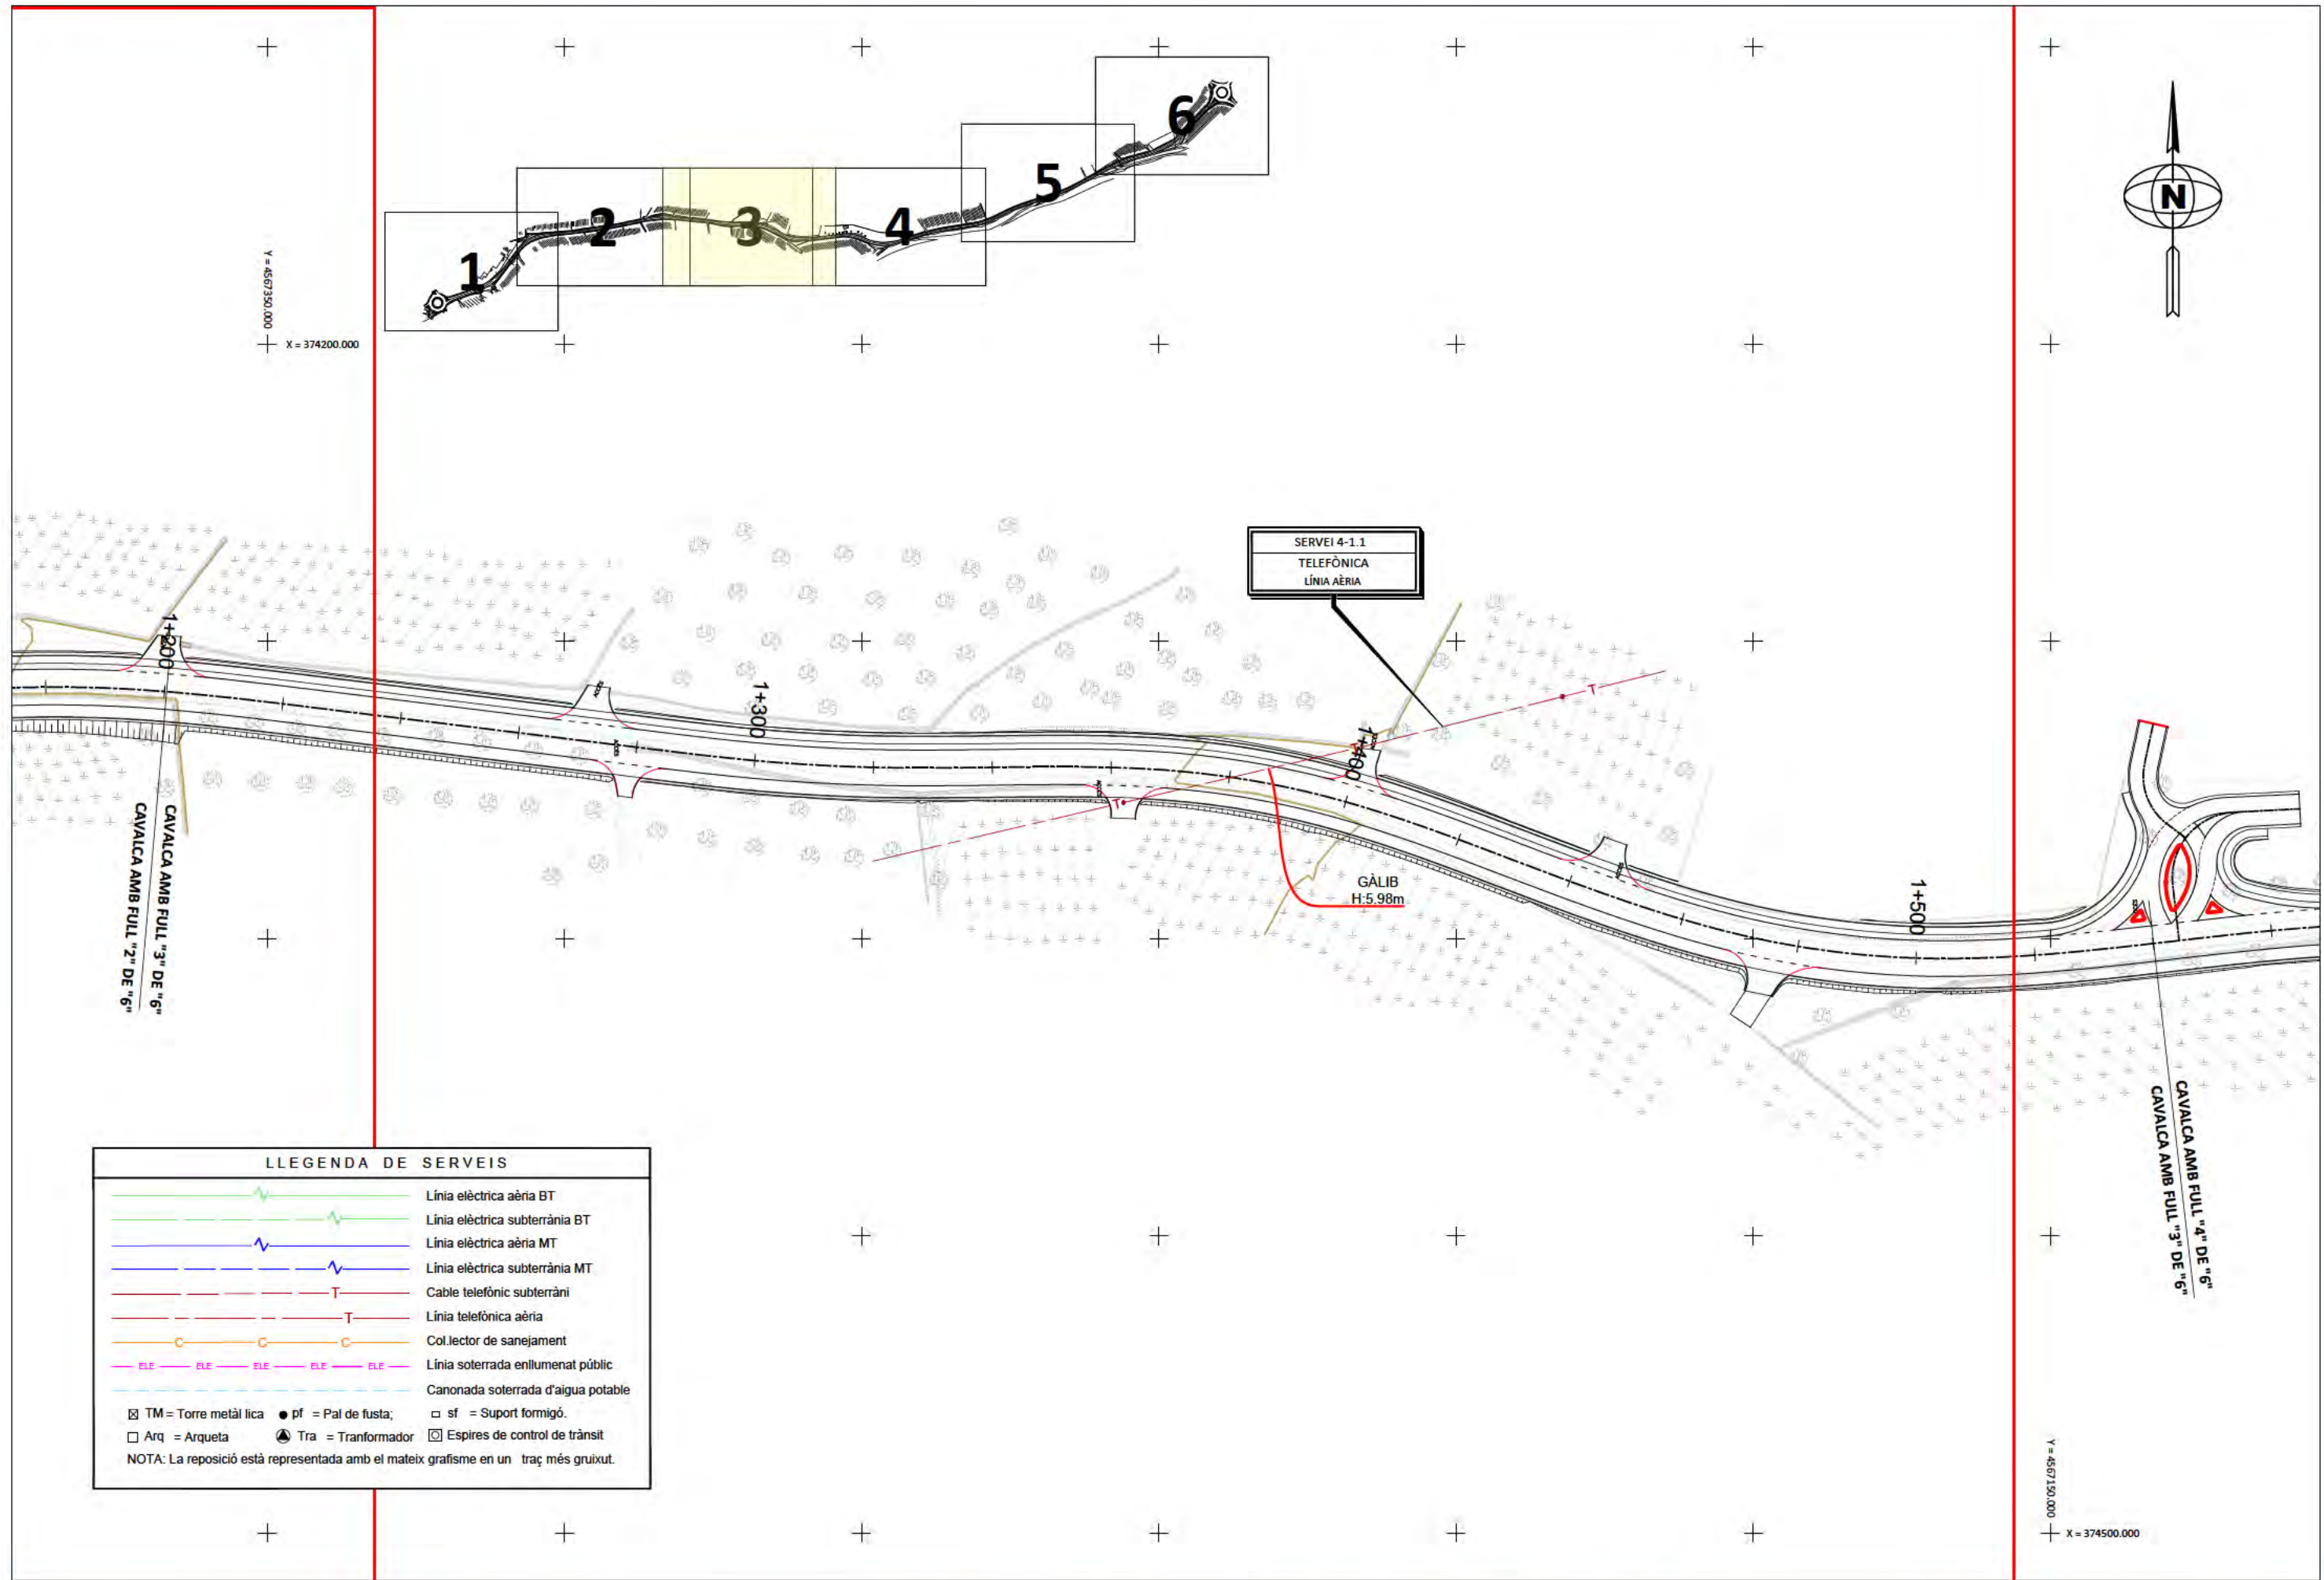 1
2
3
4
5
6
N
Y = 4567350.000
X = 374200.000
SERVEI 4-1.1
TELEFÒNICA
LÍNIA AÈRIA
1+200
1+300
1+400
1+500
T
T
T
GÀLIB
H:5.98m
CAVALCA AMB FULL "3" DE "6"
CAVALCA AMB FULL "2" DE "6"
CAVALCA AMB FULL "4" DE "6"
CAVALCA AMB FULL "3" DE "6"
LLEGENDA DE SERVEIS
Línia elèctrica aèria BT
Línia elèctrica subterrània BT
Línia elèctrica aèria MT
Línia elèctrica subterrània MT
T Cable telefònic subterràni
T Línia telefònica aèria
C C C Col.lector de sanejament
ELE ELE ELE ELE ELE Línia soterrada enllumenat públic
Canonada soterrada d'aigua potable
TM = Torre metàl lica pf = Pal de fusta; sf = Suport formigó.
Arq = Arqueta Tra = Tranformador Espires de control de trànsit
NOTA: La reposició està representada amb el mateix grafisme en un traç més gruixut.
Y = 4567150.000
X = 374500.000